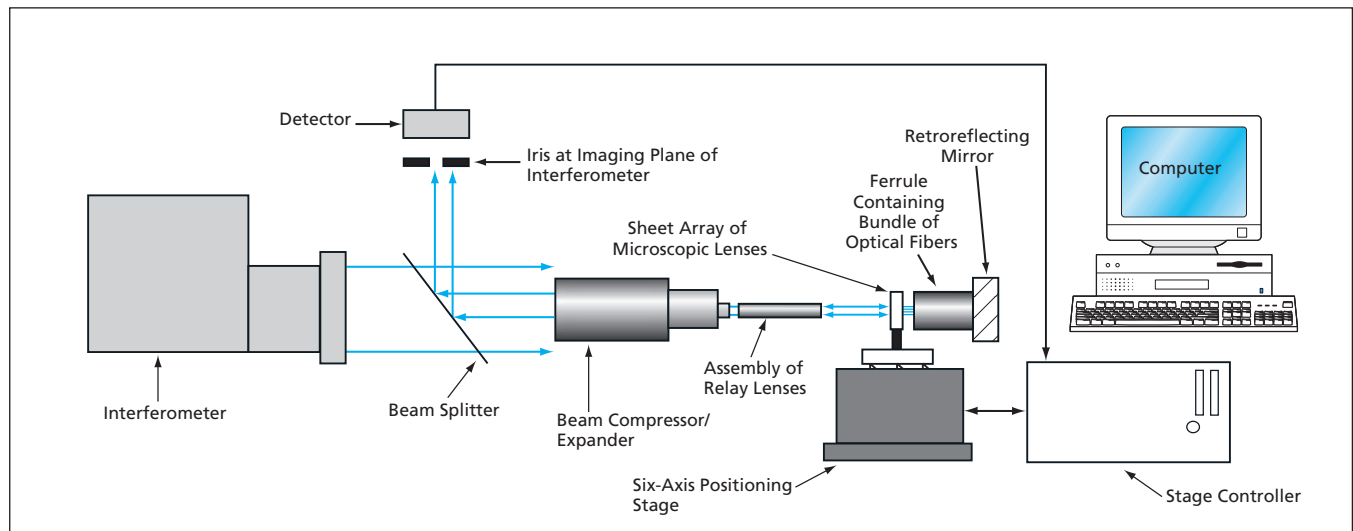 Detector
Iris at Imaging Plane of
Interferometer
Retroreflecting
Mirror
Computer
Ferrule
Containing
Bundle of
Optical Fibers
Sheet Array of
Microscopic Lenses
Assembly of
Relay Lenses
Interferometer
Beam Splitter
Beam Compressor/
Expander
Six-Axis Positioning
Stage
Stage Controller